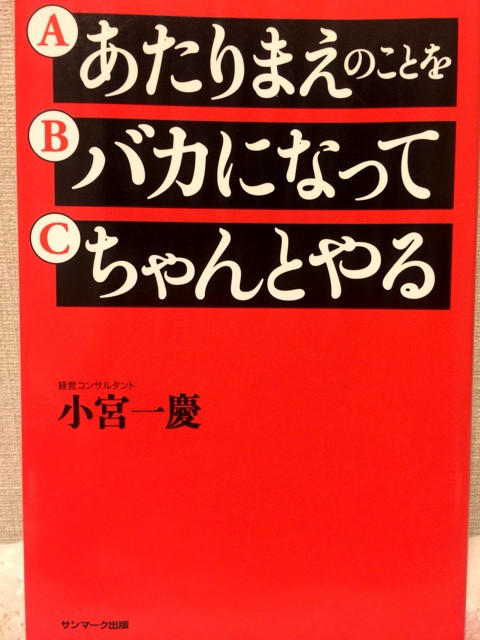 A あたりまえのことを
B バカになって
C ちゃんとやる
経営コンサルタント
小宮一慶
サンマーク出版